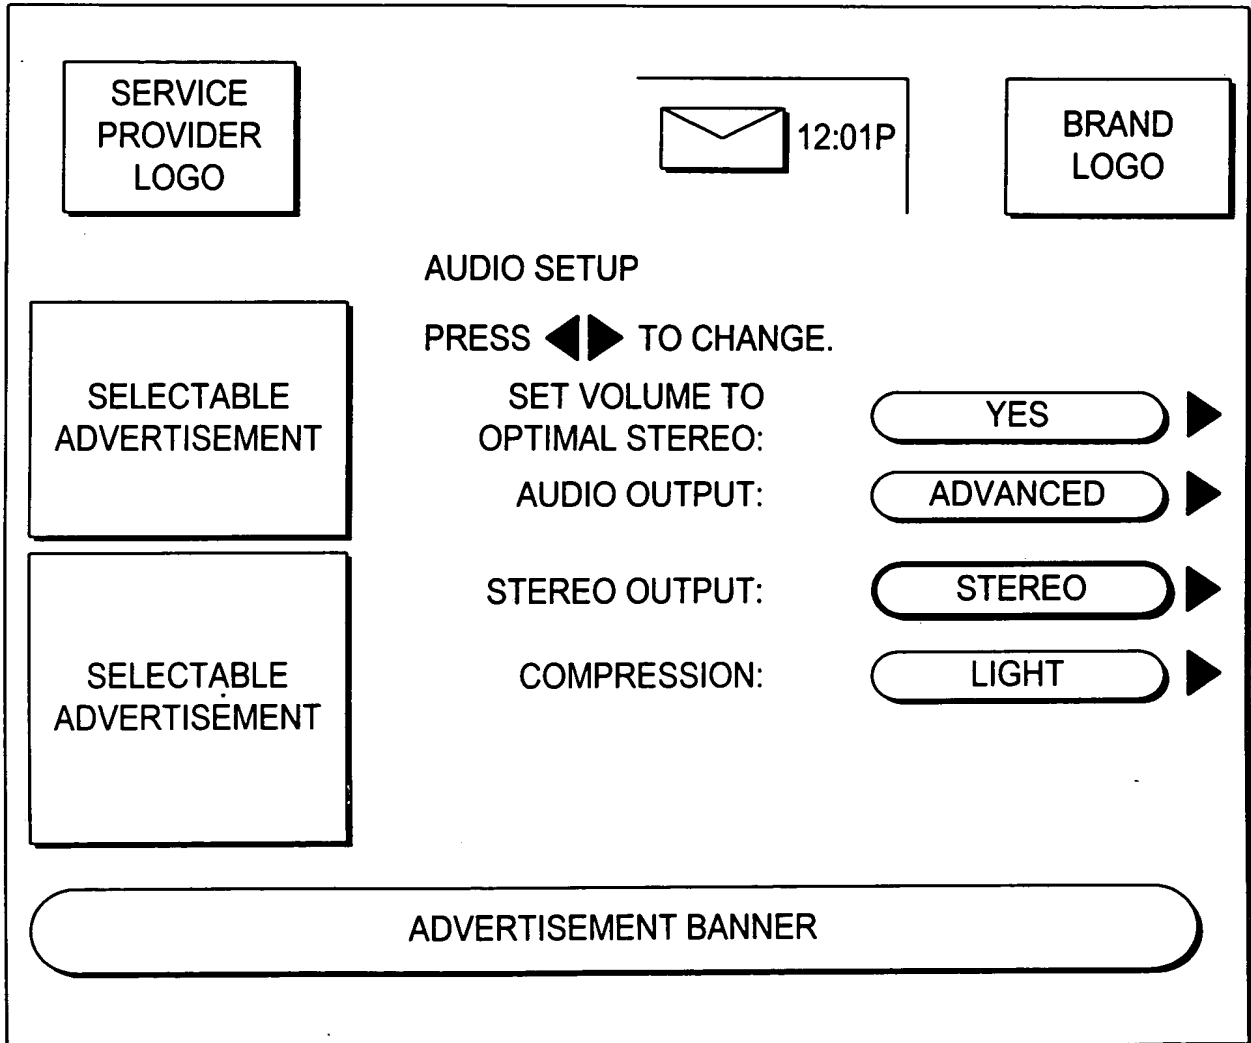 SERVICE
PROVIDER
LOGO
12:01P
BRAND
LOGO
AUDIO SETUP
PRESS ◀▶ TO CHANGE.
SELECTABLE
ADVERTISEMENT
SET VOLUME TO
OPTIMAL STEREO:
YES
AUDIO OUTPUT:
ADVANCED
STEREO OUTPUT:
STEREO
COMPRESSION:
LIGHT
SELECTABLE
ADVERTISEMENT
ADVERTISEMENT BANNER